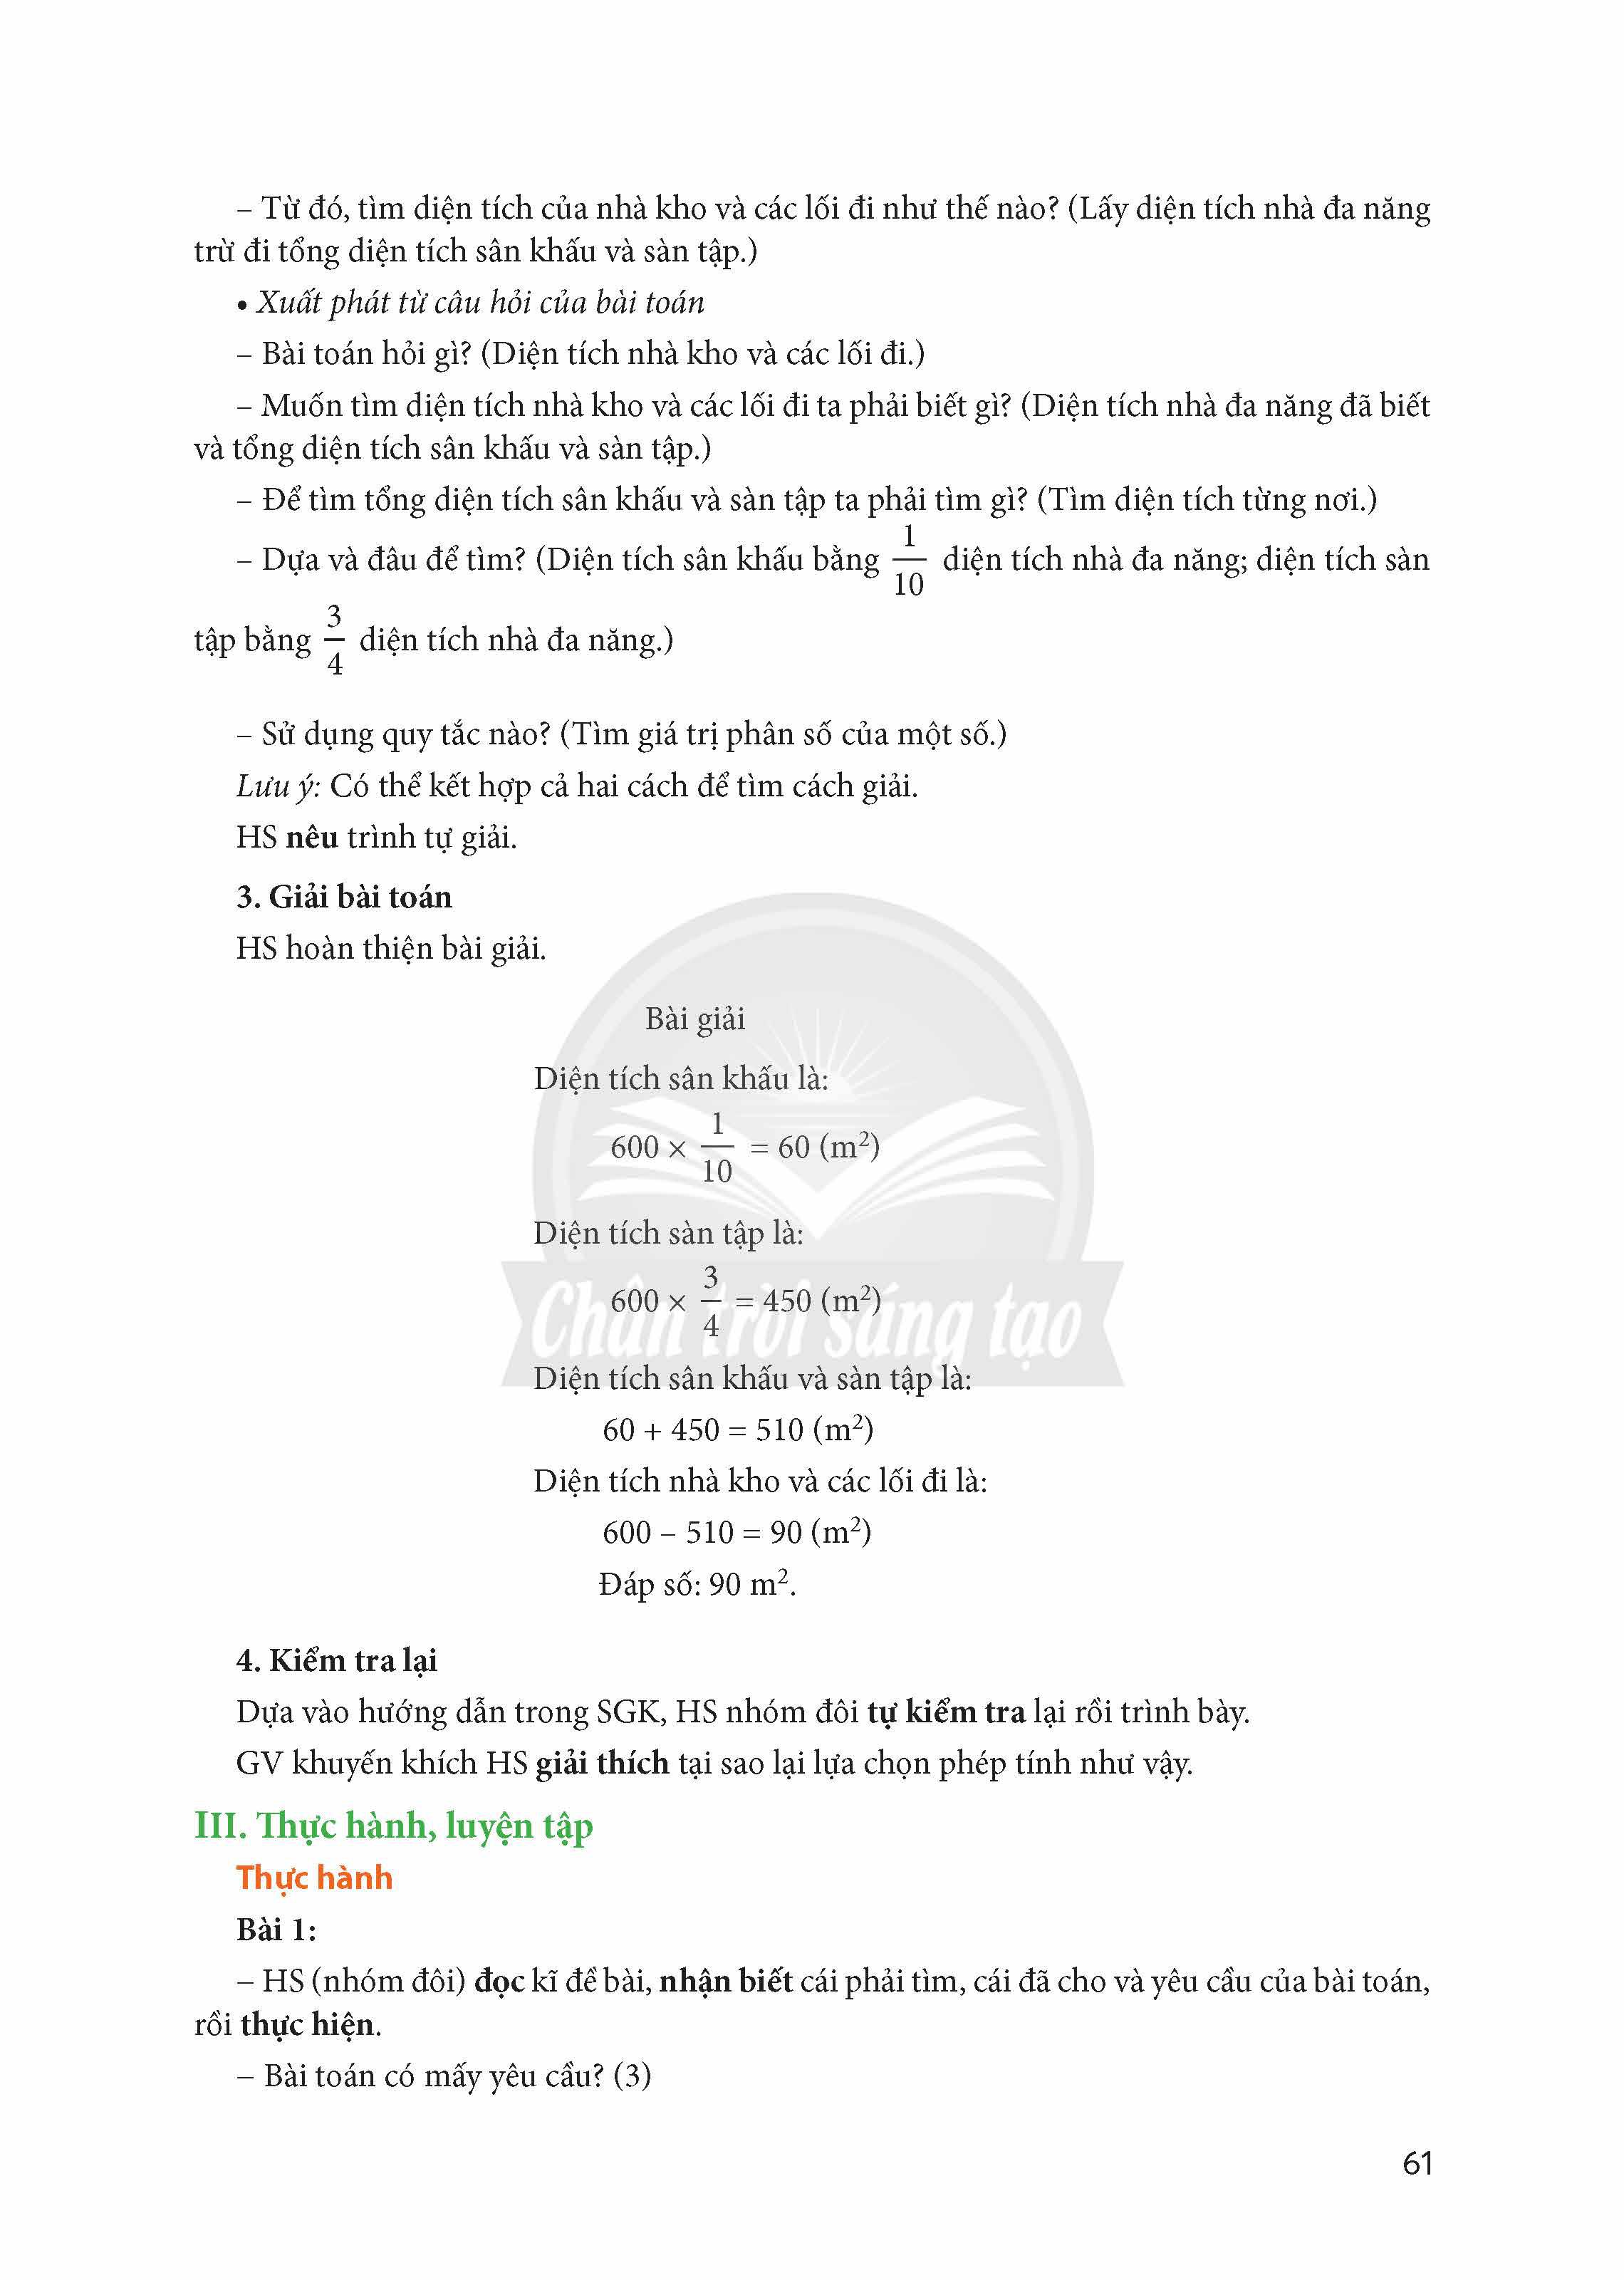 – Từ đó, tìm diện tích của nhà kho và các lối đi như thế nào? (Lấy diện tích nhà đa năng
trừ đi tổng diện tích sân khấu và sàn tập.)
• Xuất phát từ câu hỏi của bài toán
– Bài toán hỏi gì? (Diện tích nhà kho và các lối đi.)
– Muốn tìm diện tích nhà kho và các lối đi ta phải biết gì? (Diện tích nhà đa năng đã biết
và tổng diện tích sân khấu và sàn tập.)
– Để tìm tổng diện tích sân khấu và sàn tập ta phải tìm gì? (Tìm diện tích từng nơi.)
– Dựa và đâu để tìm? (Diện tích sân khấu bằng 1/10 diện tích nhà đa năng; diện tích sàn
tập bằng 3/4 diện tích nhà đa năng.)
– Sử dụng quy tắc nào? (Tìm giá trị phân số của một số.)
Lưu ý: Có thể kết hợp cả hai cách để tìm cách giải.
HS nêu trình tự giải.
3. Giải bài toán
HS hoàn thiện bài giải.
Bài giải
Diện tích sân khấu là:
600 × 1/10 = 60 (m²)
Diện tích sàn tập là:
600 × 3/4 = 450 (m²)
Chân trời sáng tạo
Diện tích sân khấu và sàn tập là:
60 + 450 = 510 (m²)
Diện tích nhà kho và các lối đi là:
600 – 510 = 90 (m²)
Đáp số: 90 m².
4. Kiểm tra lại
Dựa vào hướng dẫn trong SGK, HS nhóm đôi tự kiểm tra lại rồi trình bày.
GV khuyến khích HS giải thích tại sao lại lựa chọn phép tính như vậy.
III. Thực hành, luyện tập
Thực hành
Bài 1:
– HS (nhóm đôi) đọc kĩ đề bài, nhận biết cái phải tìm, cái đã cho và yêu cầu của bài toán,
rồi thực hiện.
– Bài toán có mấy yêu cầu? (3)
61